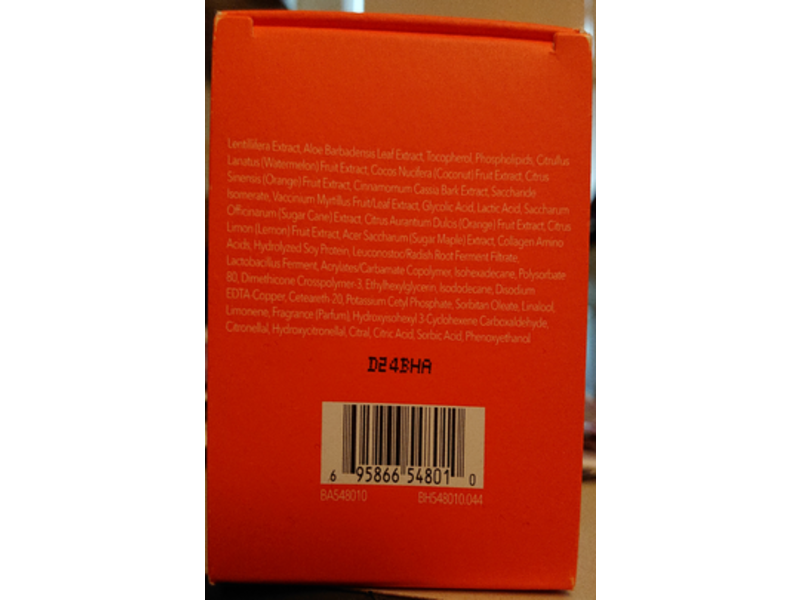 Lentillifera Extract, Aloe Barbadensis Leaf Extract, Tocopherol, Phospholipids, Citrullus
Lanatus (Watermelon) Fruit Extract, Cocos Nucifera (Coconut) Fruit Extract, Citrus
Sinensis (Orange) Fruit Extract, Cinnamomum Cassia Bark Extract, Saccharide
Isomerate, Vaccinium Myrtillus Fruit/Leaf Extract, Glycolic Acid, Lactic Acid, Saccharum
Officinarum (Sugar Cane) Extract, Citrus Aurantium Dulcis (Orange) Fruit Extract, Citrus
Limon (Lemon) Fruit Extract, Acer Saccharum (Sugar Maple) Extract, Collagen Amino
Acids, Hydrolyzed Soy Protein, Leuconostoc/Radish Root Ferment Filtrate,
Lactobacillus Ferment, Acrylates/Carbamate Copolymer, Isohexadecane, Polysorbate
80, Dimethicone Crosspolymer-3, Ethylhexylglycerin, Isododecane, Disodium
EDTA-Copper, Ceteareth 20, Potassium Cetyl Phosphate, Sorbitan Oleate, Linalool,
Limonene, Fragrance (Parfum), Hydroxyisohexyl 3-Cyclohexene Carboxaldehyde,
Citronellal, Hydroxycitronellal, Citral, Citric Acid, Sorbic Acid, Phenoxyethanol
D24BHA
6 95866 54801 0
BA548010 BH548010.044